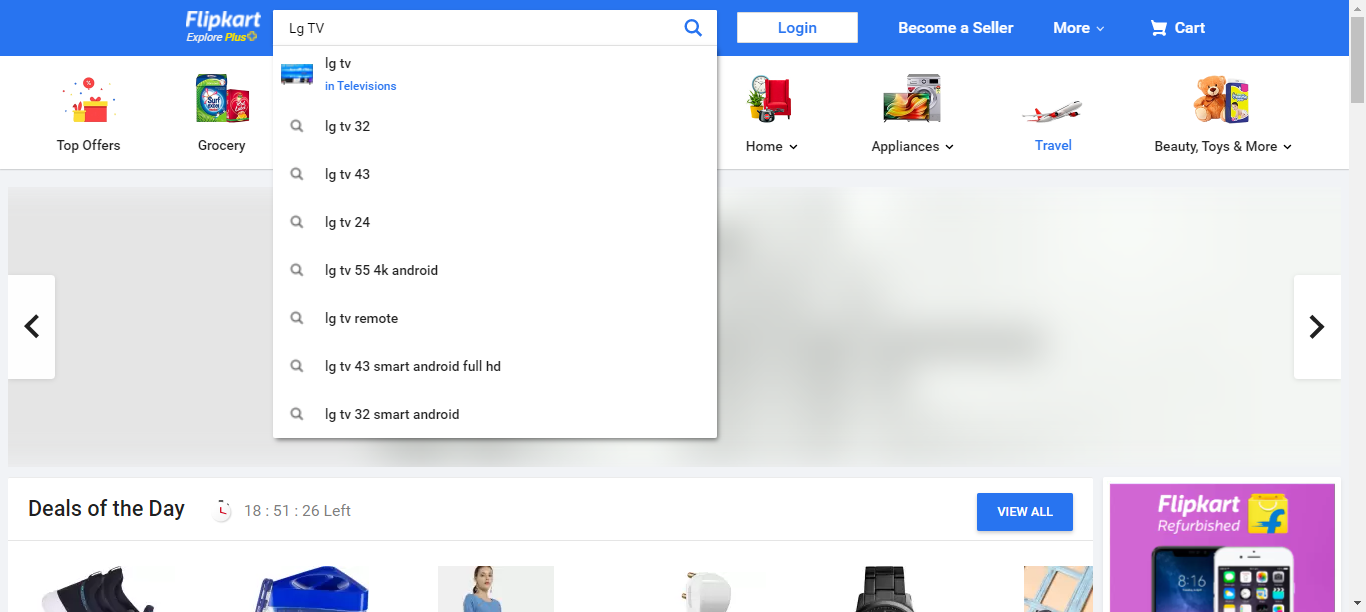 Flipkart
Explore Plus
Lg TV
Login
Become a Seller
More
Cart
lg tv
in Televisions
lg tv 32
lg tv 43
lg tv 24
lg tv 55 4k android
lg tv remote
lg tv 43 smart android full hd
lg tv 32 smart android
Top Offers
Grocery
Home
Appliances
Travel
Beauty, Toys & More
Deals of the Day
18 : 51 : 26 Left
VIEW ALL
Flipkart
Refurbished
8:16